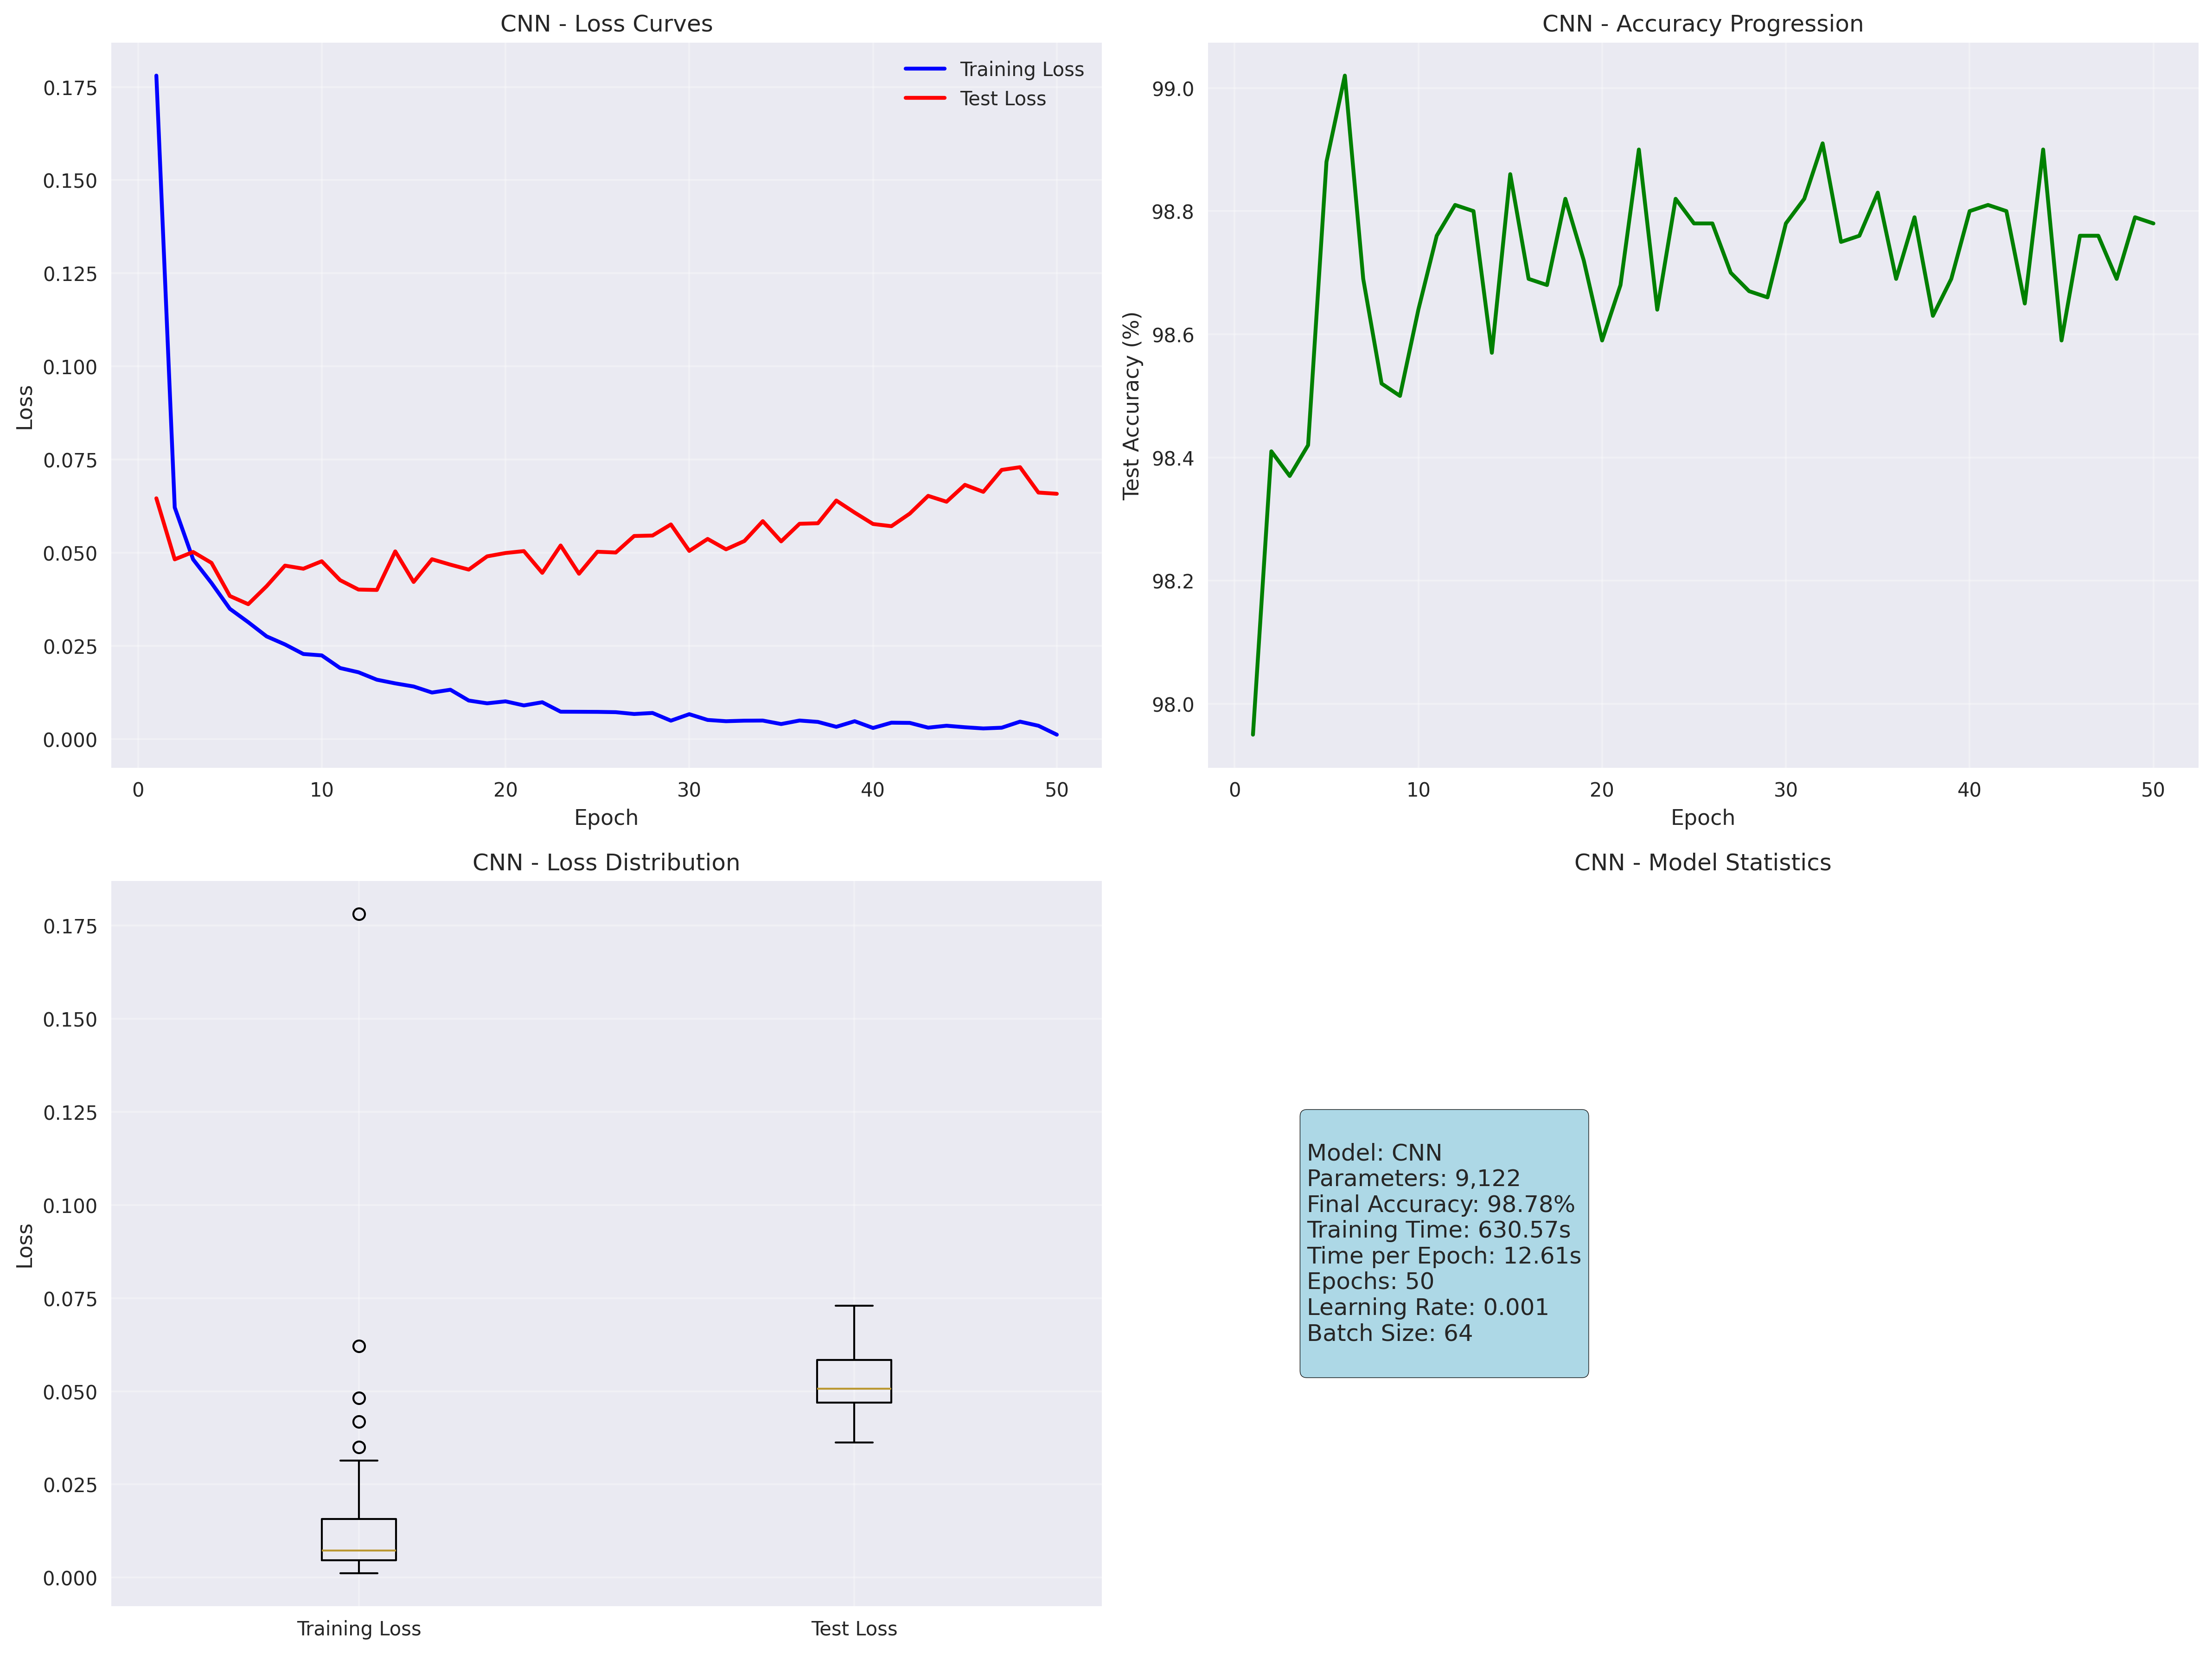 CNN - Loss Curves
Training Loss
Test Loss
0.175
0.150
0.125
0.100
0.075
0.050
0.025
0.000
Loss
0
10
20
30
40
50
Epoch
CNN - Accuracy Progression
99.0
98.8
98.6
98.4
98.2
98.0
Test Accuracy (%)
0
10
20
30
40
50
Epoch
CNN - Loss Distribution
0.175
0.150
0.125
0.100
0.075
0.050
0.025
0.000
Loss
Training Loss
Test Loss
CNN - Model Statistics
Model: CNN
Parameters: 9,122
Final Accuracy: 98.78%
Training Time: 630.57s
Time per Epoch: 12.61s
Epochs: 50
Learning Rate: 0.001
Batch Size: 64